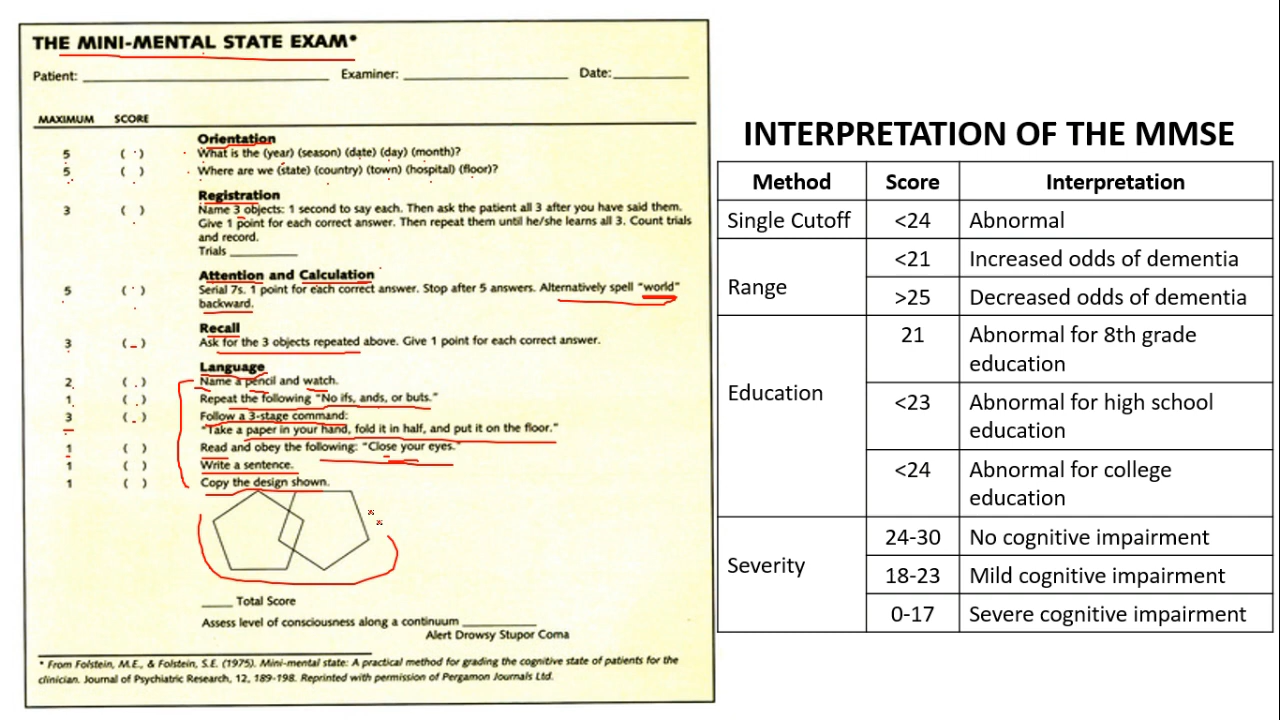 THE MINI-MENTAL STATE EXAM*
Patient: ____ Examiner: ____ Date: ____
MAXIMUM SCORE
Orientation
5 ( ) What is the (year) (season) (date) (day) (month)?
5 ( ) Where are we (state) (country) (town) (hospital) (floor)?
Registration
3 ( ) Name 3 objects: 1 second to say each. Then ask the patient all 3 after you have said them.
Give 1 point for each correct answer. Then repeat them until he/she learns all 3. Count trials
and record.
Trials ____
Attention and Calculation
5 ( ) Serial 7s. 1 point for each correct answer. Stop after 5 answers. Alternatively spell "world"
backward.
Recall
3 ( ) Ask for the 3 objects repeated above. Give 1 point for each correct answer.
Language
2 ( ) Name a pencil and watch.
1 ( ) Repeat the following "No ifs, ands, or buts."
3 ( ) Follow a 3-stage command:
"Take a paper in your hand, fold it in half, and put it on the floor."
1 ( ) Read and obey the following: "Close your eyes."
1 ( ) Write a sentence.
1 ( ) Copy the design shown.
____ Total Score
Assess level of consciousness along a continuum ____
Alert Drowsy Stupor Coma
* From Folstein, M.E., & Folstein, S.E. (1975). Mini-mental state: A practical method for grading the cognitive state of patients for the
clinician. Journal of Psychiatric Research, 12, 189-198. Reprinted with permission of Pergamon Journals Ltd.
INTERPRETATION OF THE MMSE
Method Score Interpretation
Single Cutoff <24 Abnormal
Range <21 Increased odds of dementia
>25 Decreased odds of dementia
Education 21 Abnormal for 8th grade
education
<23 Abnormal for high school
education
<24 Abnormal for college
education
Severity 24-30 No cognitive impairment
18-23 Mild cognitive impairment
0-17 Severe cognitive impairment